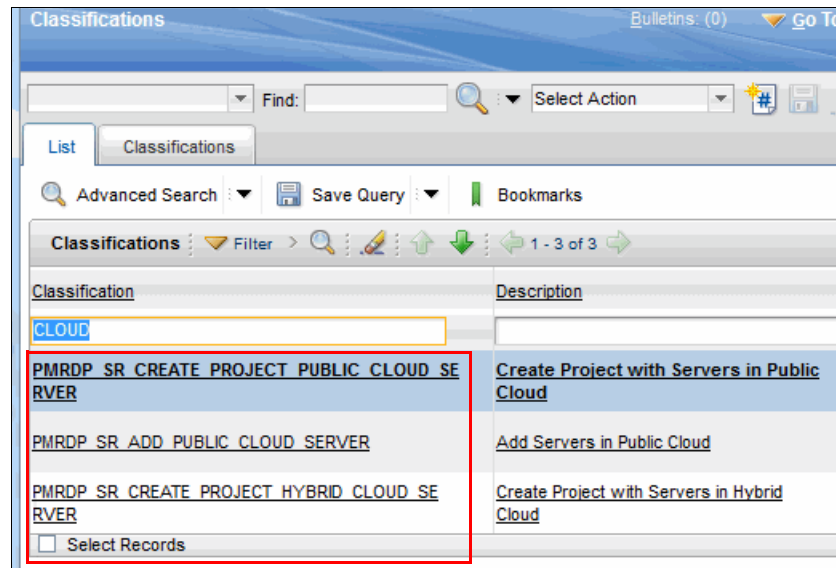 Classifications Bulletins: (0) Go To
Find: Select Action
List Classifications
Advanced Search Save Query Bookmarks
Classifications Filter 1 - 3 of 3
Classification Description
CLOUD
PMRDP_SR_CREATE_PROJECT_PUBLIC_CLOUD_SE Create Project with Servers in Public
RVER Cloud
PMRDP_SR_ADD_PUBLIC_CLOUD_SERVER Add Servers in Public Cloud
PMRDP_SR_CREATE_PROJECT_HYBRID_CLOUD_SE Create Project with Servers in Hybrid
RVER Cloud
Select Records